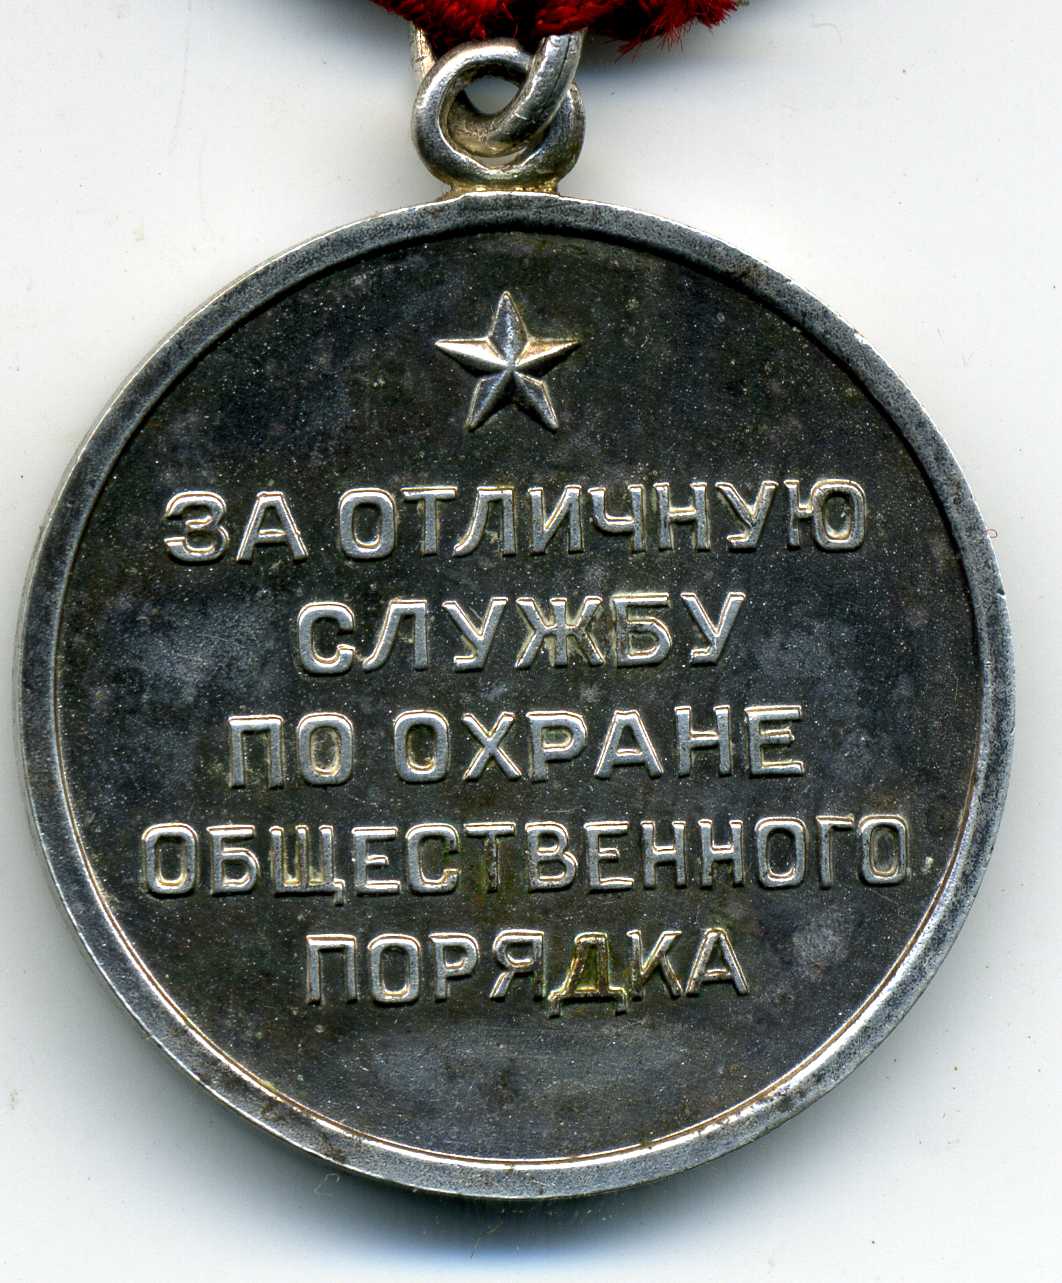 ЗА ОТЛИЧНУЮ
СЛУЖБУ
ПО ОХРАНЕ
ОБЩЕСТВЕННОГО
ПОРЯДКА